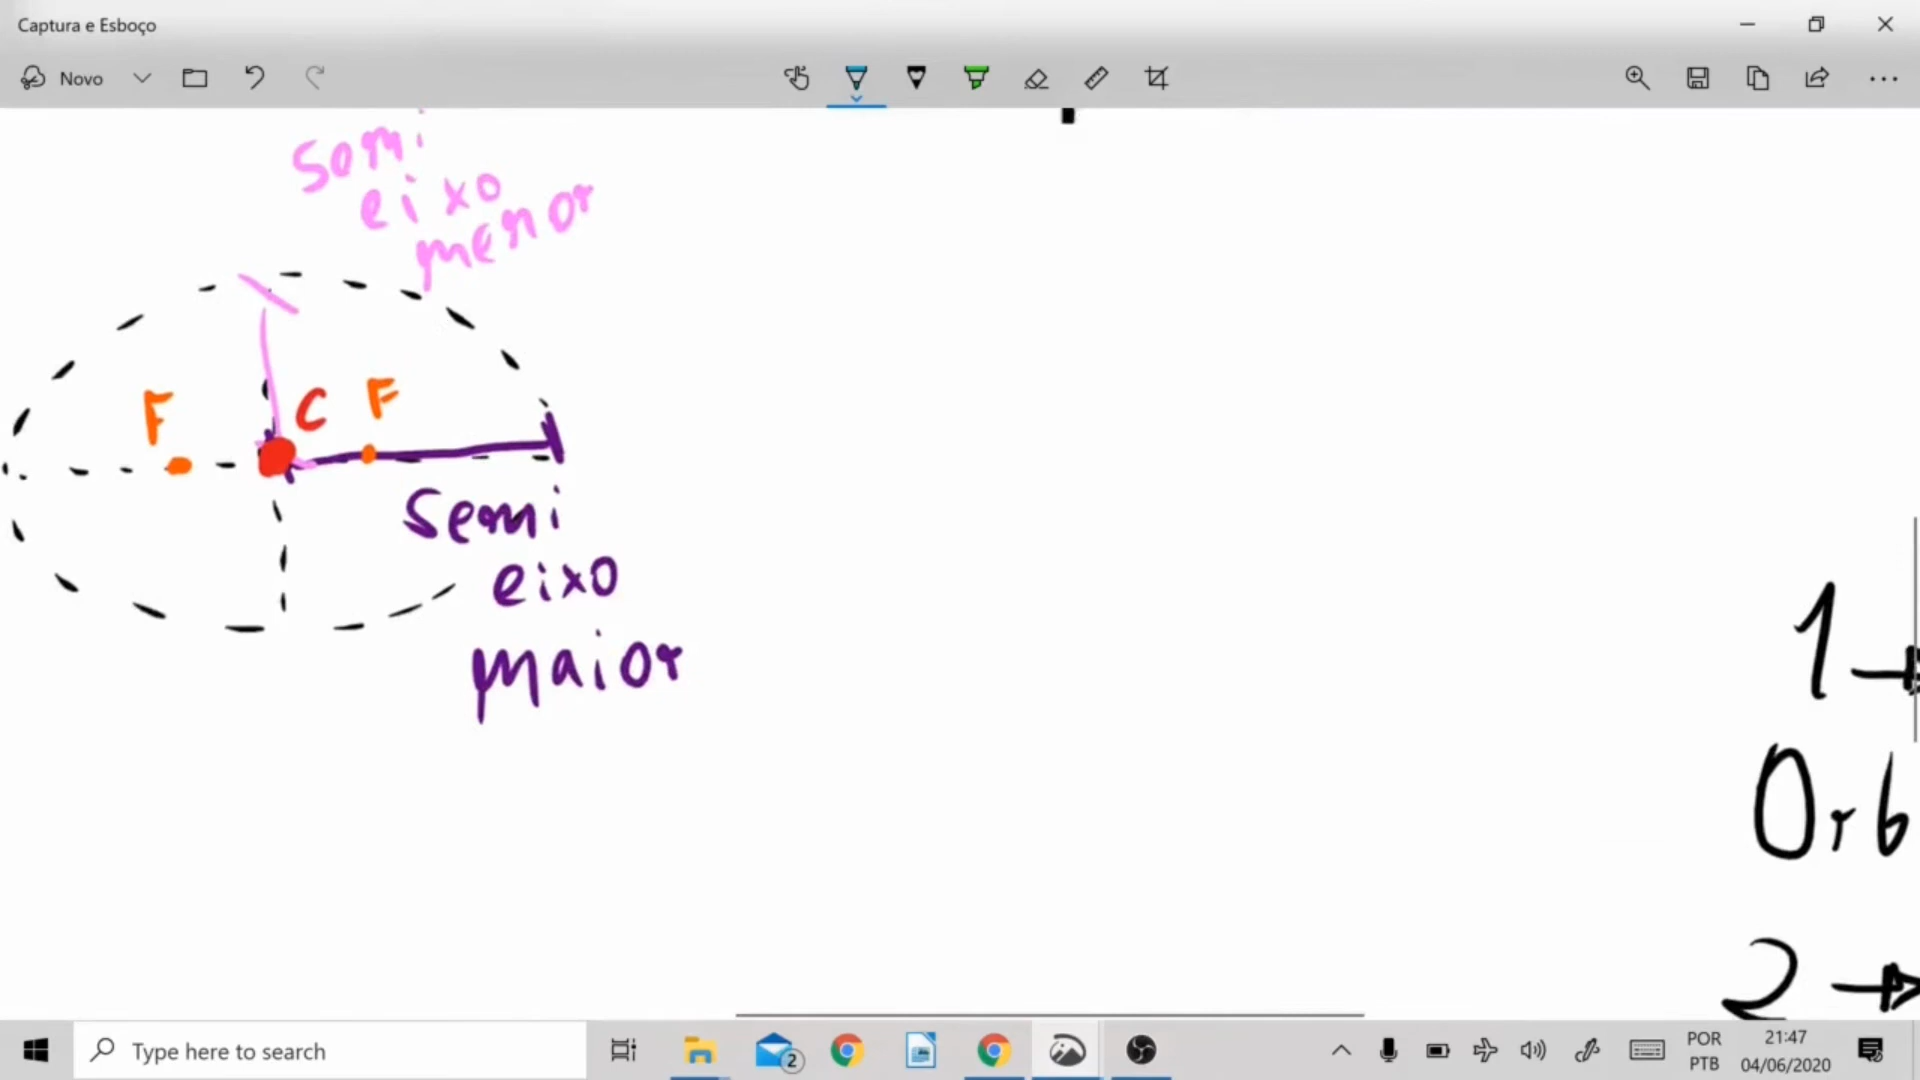 Captura e Esboço
Novo
semi
eixo
menor
F
C
F
semi
eixo
maior
1→
Orb
2→
Type here to search
2
POR
PTB
21:47
04/06/2020